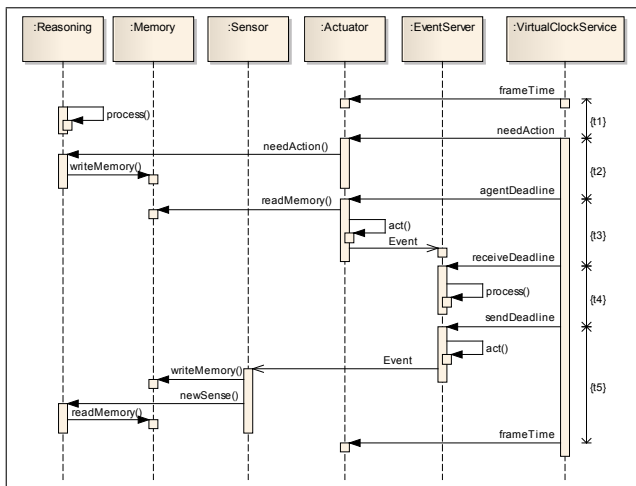 :Reasoning :Memory :Sensor :Actuator :EventServer :VirtualClockService
frameTime
process()
{t1}
needAction
needAction()
writeMemory()
{t2}
agentDeadline
readMemory()
act()
{t3}
Event
receiveDeadline
process()
{t4}
sendDeadline
act()
Event
writeMemory()
{t5}
newSense()
readMemory()
frameTime